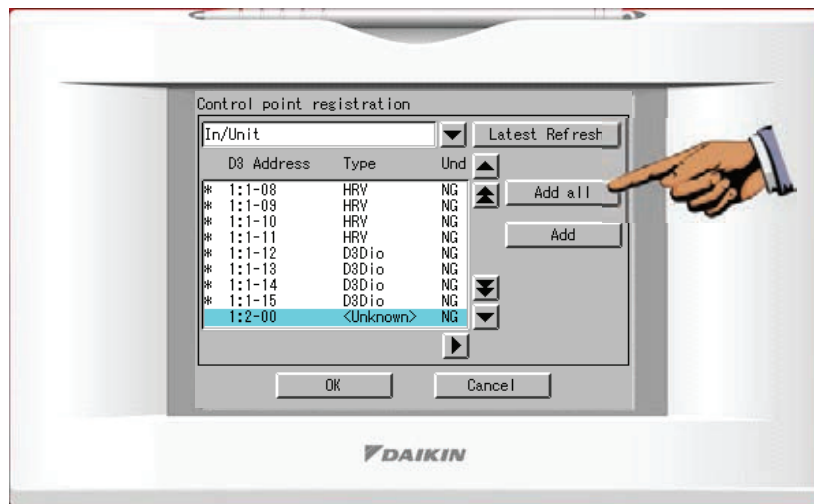 Control point registration
In/Unit Latest Refresh
D3 Address Type Und
* 1:1-08 HRV NG
* 1:1-09 HRV NG
* 1:1-10 HRV NG
* 1:1-11 HRV NG
* 1:1-12 D3Dio NG
* 1:1-13 D3Dio NG
* 1:1-14 D3Dio NG
* 1:1-15 D3Dio NG
1:2-00 <Unknown> NG
Add all
Add
OK Cancel
DAIKIN